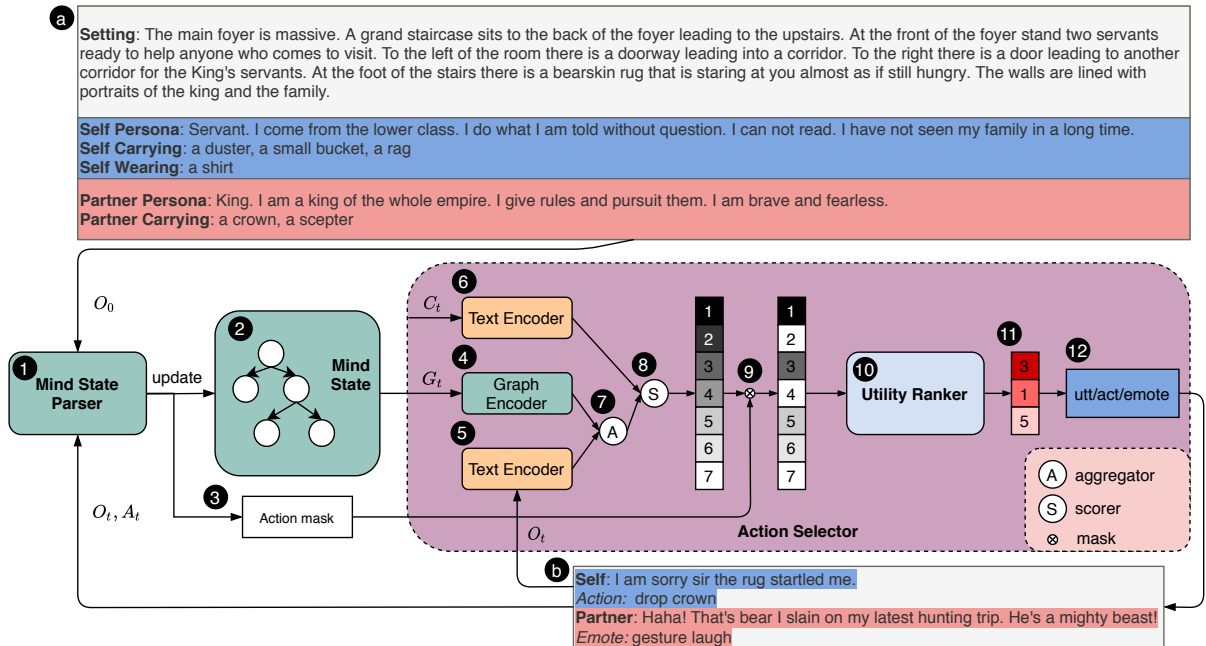 a
Setting: The main foyer is massive. A grand staircase sits to the back of the foyer leading to the upstairs. At the front of the foyer stand two servants
ready to help anyone who comes to visit. To the left of the room there is a doorway leading into a corridor. To the right there is a door leading to another
corridor for the King's servants. At the foot of the stairs there is a bearskin rug that is staring at you almost as if still hungry. The walls are lined with
portraits of the king and the family.
Self Persona: Servant. I come from the lower class. I do what I am told without question. I can not read. I have not seen my family in a long time.
Self Carrying: a duster, a small bucket, a rag
Self Wearing: a shirt
Partner Persona: King. I am a king of the whole empire. I give rules and pursuit them. I am brave and fearless.
Partner Carrying: a crown, a scepter
O_0
1
Mind State
Parser
update
2
Mind
State
3
Action mask
O_t, A_t
C_t
6
Text Encoder
G_t
4
Graph
Encoder
5
Text Encoder
O_t
7
A
8
S
1
2
3
4
5
6
7
9
1
2
3
4
5
6
7
10
Utility Ranker
11
3
1
5
12
utt/act/emote
A aggregator
S scorer
⊗ mask
Action Selector
b
Self: I am sorry sir the rug startled me.
Action: drop crown
Partner: Haha! That's bear I slain on my latest hunting trip. He's a mighty beast!
Emote: gesture laugh